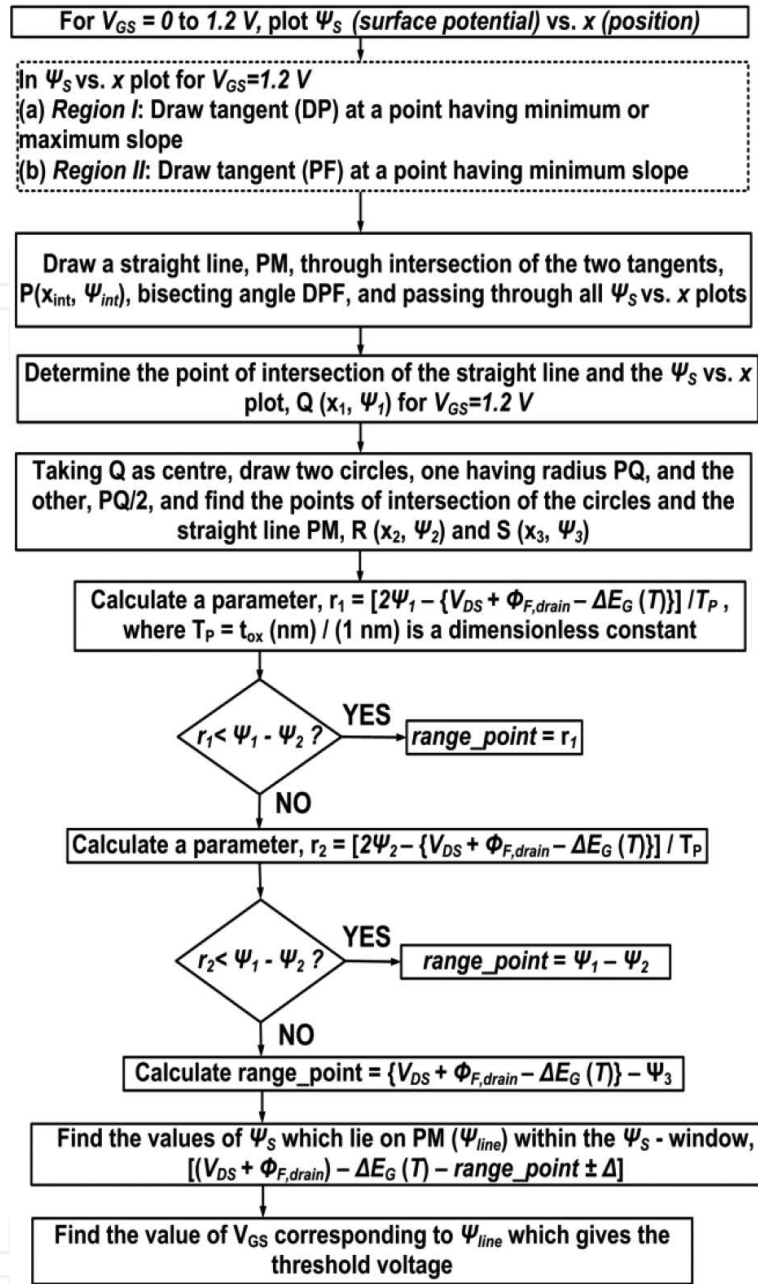 For V_GS = 0 to 1.2 V, plot Ψ_S (surface potential) vs. x (position)
In Ψ_S vs. x plot for V_GS=1.2 V
(a) Region I: Draw tangent (DP) at a point having minimum or
maximum slope
(b) Region II: Draw tangent (PF) at a point having minimum slope
Draw a straight line, PM, through intersection of the two tangents,
P(x_int, Ψ_int), bisecting angle DPF, and passing through all Ψ_S vs. x plots
Determine the point of intersection of the straight line and the Ψ_S vs. x
plot, Q (x_1, Ψ_1) for V_GS=1.2 V
Taking Q as centre, draw two circles, one having radius PQ, and the
other, PQ/2, and find the points of intersection of the circles and the
straight line PM, R (x_2, Ψ_2) and S (x_3, Ψ_3)
Calculate a parameter, r_1 = [2Ψ_1 – {V_DS + Φ_F,drain – ΔE_G (T)}] /T_P ,
where T_P = t_ox (nm) / (1 nm) is a dimensionless constant
r_1< Ψ_1 - Ψ_2 ?
YES
range_point = r_1
NO
Calculate a parameter, r_2 = [2Ψ_2– {V_DS + Φ_F,drain – ΔE_G (T)}] / T_P
r_2< Ψ_1 - Ψ_2 ?
YES
range_point = Ψ_1 – Ψ_2
NO
Calculate range_point = {V_DS + Φ_F,drain – ΔE_G (T)} – Ψ_3
Find the values of Ψ_S which lie on PM (Ψ_line) within the Ψ_S - window,
[(V_DS + Φ_F,drain) – ΔE_G (T) – range_point ± Δ]
Find the value of V_GS corresponding to Ψ_line which gives the
threshold voltage